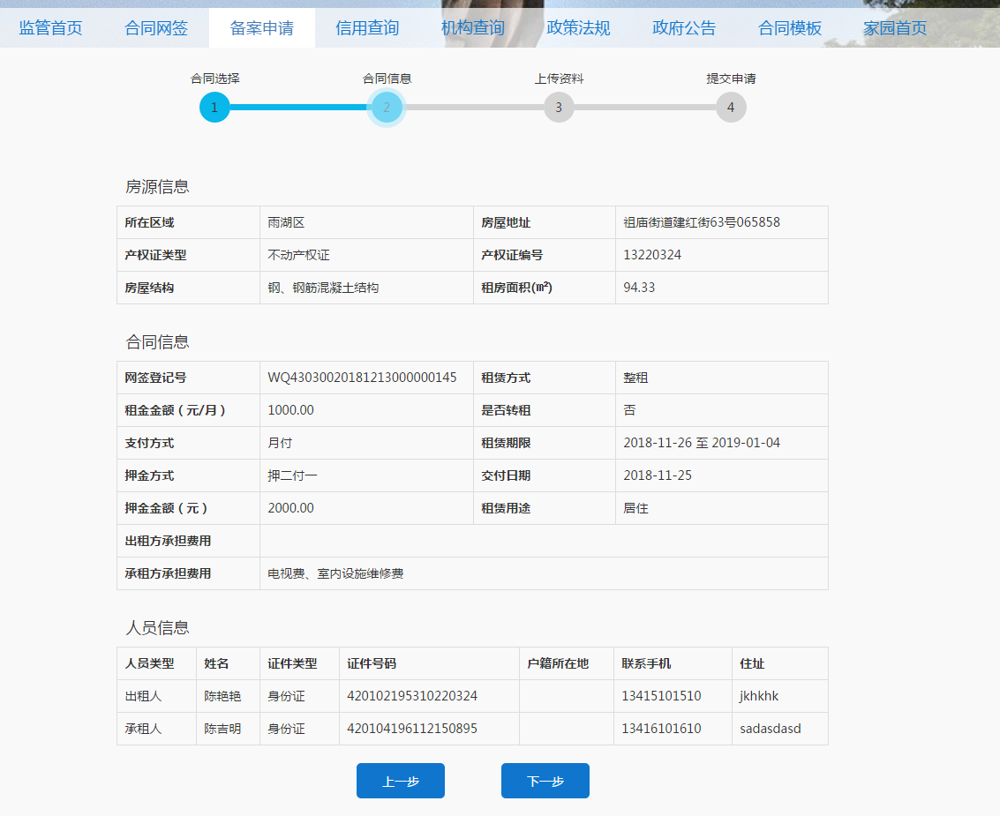 监管首页 合同网签 备案申请 信用查询 机构查询 政策法规 政府公告 合同模板 家园首页
合同选择 合同信息 上传资料 提交申请
1 2 3 4
房源信息
所在区域 雨湖区 房屋地址 祖庙街道建红街63号065858
产权证类型 不动产权证 产权证编号 13220324
房屋结构 钢、钢筋混凝土结构 租房面积(㎡) 94.33
合同信息
网签登记号 WQ43030020181213000000145 租赁方式 整租
租金金额（元/月） 1000.00 是否转租 否
支付方式 月付 租赁期限 2018-11-26 至 2019-01-04
押金方式 押二付一 交付日期 2018-11-25
押金金额（元） 2000.00 租赁用途 居住
出租方承担费用
承租方承担费用 电视费、室内设施维修费
人员信息
人员类型 姓名 证件类型 证件号码 户籍所在地 联系手机 住址
出租人 陈艳艳 身份证 420102195310220324 13415101510 jkhkhk
承租人 陈吉明 身份证 420104196112150895 13416101610 sadasdasd
上一步 下一步